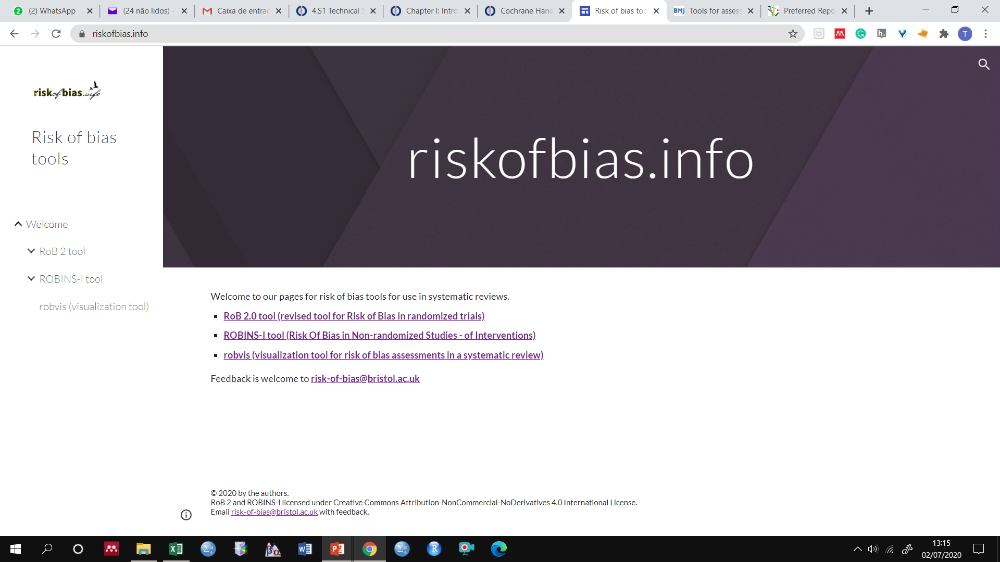 (2) WhatsApp
(24 não lidos) -
Caixa de entrad
4.S1 Technical S
Chapter I: Intro
Cochrane Hand
Risk of bias too
BMJ Tools for assess
Preferred Repo
riskofbias.info
T
riskofbias.info
Risk of bias
tools
Welcome
RoB 2 tool
ROBINS-I tool
robvis (visualization tool)
riskofbias.info
Welcome to our pages for risk of bias tools for use in systematic reviews.
RoB 2.0 tool (revised tool for Risk of Bias in randomized trials)
ROBINS-I tool (Risk Of Bias in Non-randomized Studies - of Interventions)
robvis (visualization tool for risk of bias assessments in a systematic review)
Feedback is welcome to risk-of-bias@bristol.ac.uk
© 2020 by the authors.
RoB 2 and ROBINS-I licensed under Creative Commons Attribution-NonCommercial-NoDerivatives 4.0 International License.
Email risk-of-bias@bristol.ac.uk with feedback.
13:15
02/07/2020